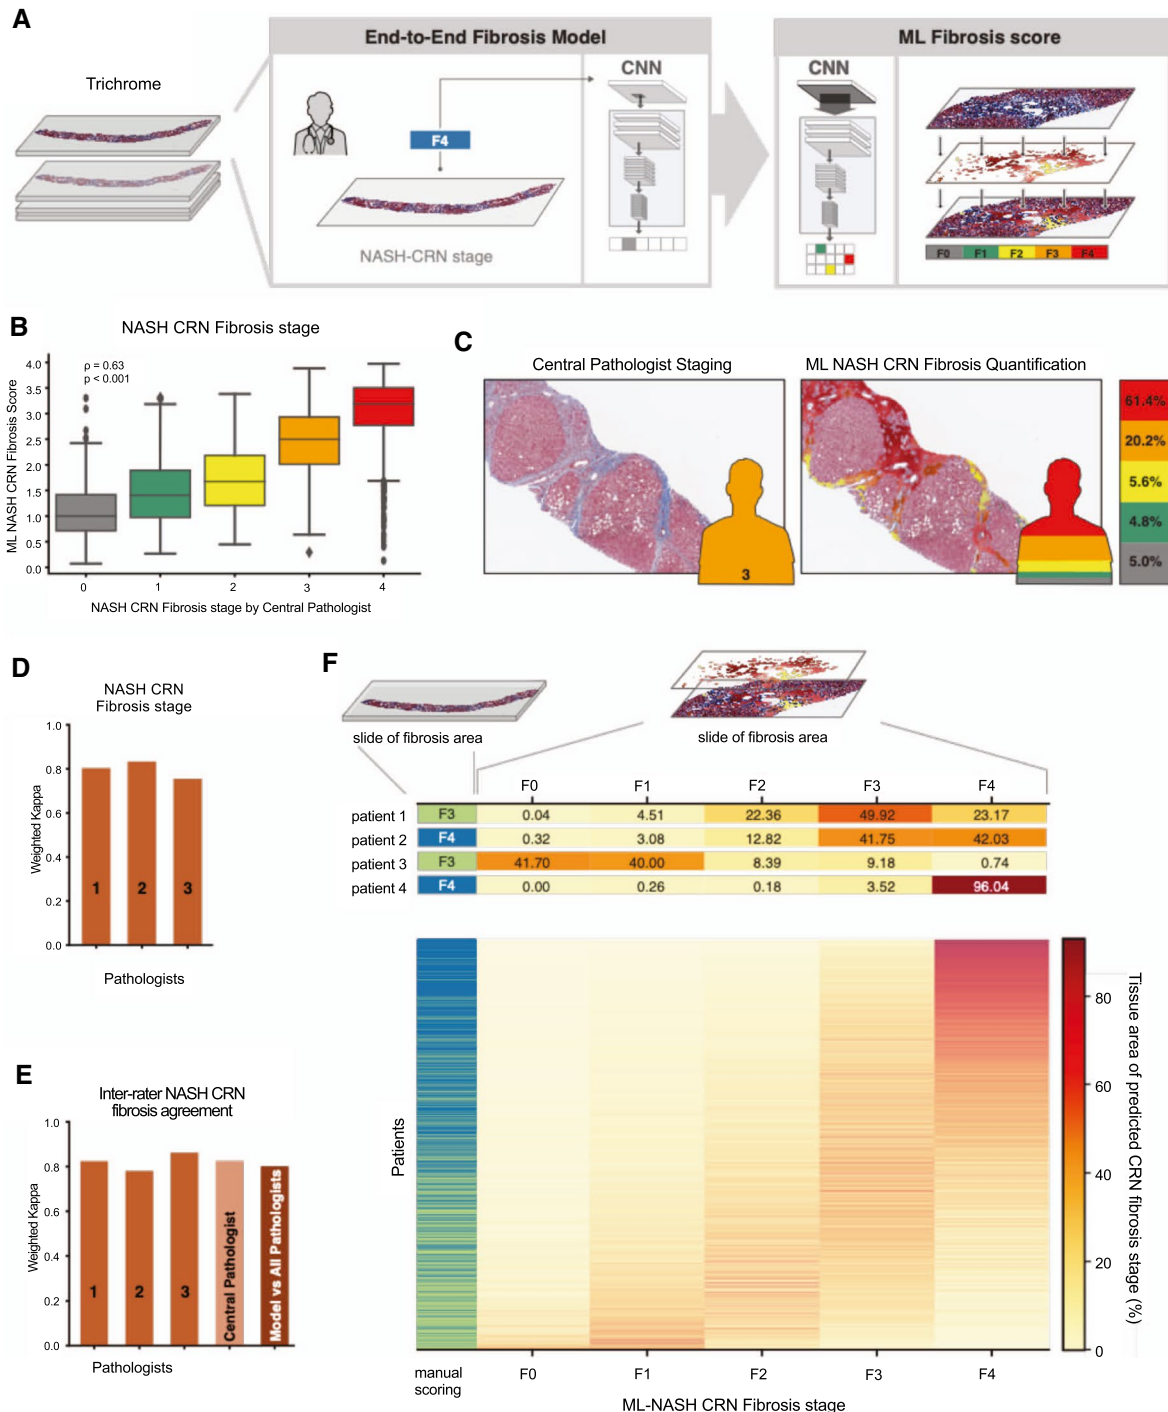 A
End-to-End Fibrosis Model
ML Fibrosis score
Trichrome
CNN
CNN
F4
NASH-CRN stage
F0 F1 F2 F3 F4
B
NASH CRN Fibrosis stage
ρ = 0.63
p < 0.001
ML NASH CRN Fibrosis Score
4.0
3.5
3.0
2.5
2.0
1.5
1.0
0.5
0.0
0 1 2 3 4
NASH CRN Fibrosis stage by Central Pathologist
C
Central Pathologist Staging
ML NASH CRN Fibrosis Quantification
3
61.4%
20.2%
5.6%
4.8%
5.0%
D
NASH CRN
Fibrosis stage
Weighted Kappa
1.0
0.8
0.6
0.4
0.2
0.0
1 2 3
Pathologists
E
Inter-rater NASH CRN
fibrosis agreement
Weighted Kappa
1.0
0.8
0.6
0.4
0.2
0.0
1 2 3
Central Pathologist
Model vs All Pathologists
Pathologists
F
slide of fibrosis area
slide of fibrosis area
F0 F1 F2 F3 F4
patient 1 F3 0.04 4.51 22.36 49.92 23.17
patient 2 F4 0.32 3.08 12.82 41.75 42.03
patient 3 F3 41.70 40.00 8.39 9.18 0.74
patient 4 F4 0.00 0.26 0.18 3.52 96.04
Patients
80
60
40
20
0
Tissue area of predicted CRN fibrosis stage (%)
manual
scoring
F0 F1 F2 F3 F4
ML-NASH CRN Fibrosis stage